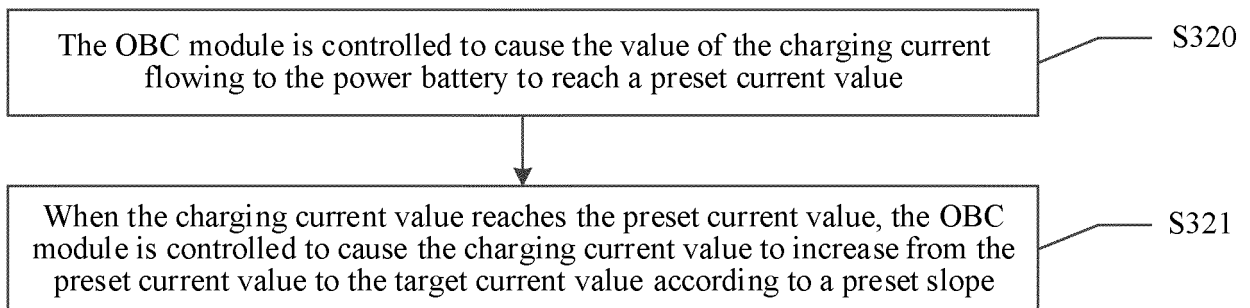 The OBC module is controlled to cause the value of the charging current
flowing to the power battery to reach a preset current value
S320
When the charging current value reaches the preset current value, the OBC
module is controlled to cause the charging current value to increase from the
preset current value to the target current value according to a preset slope
S321